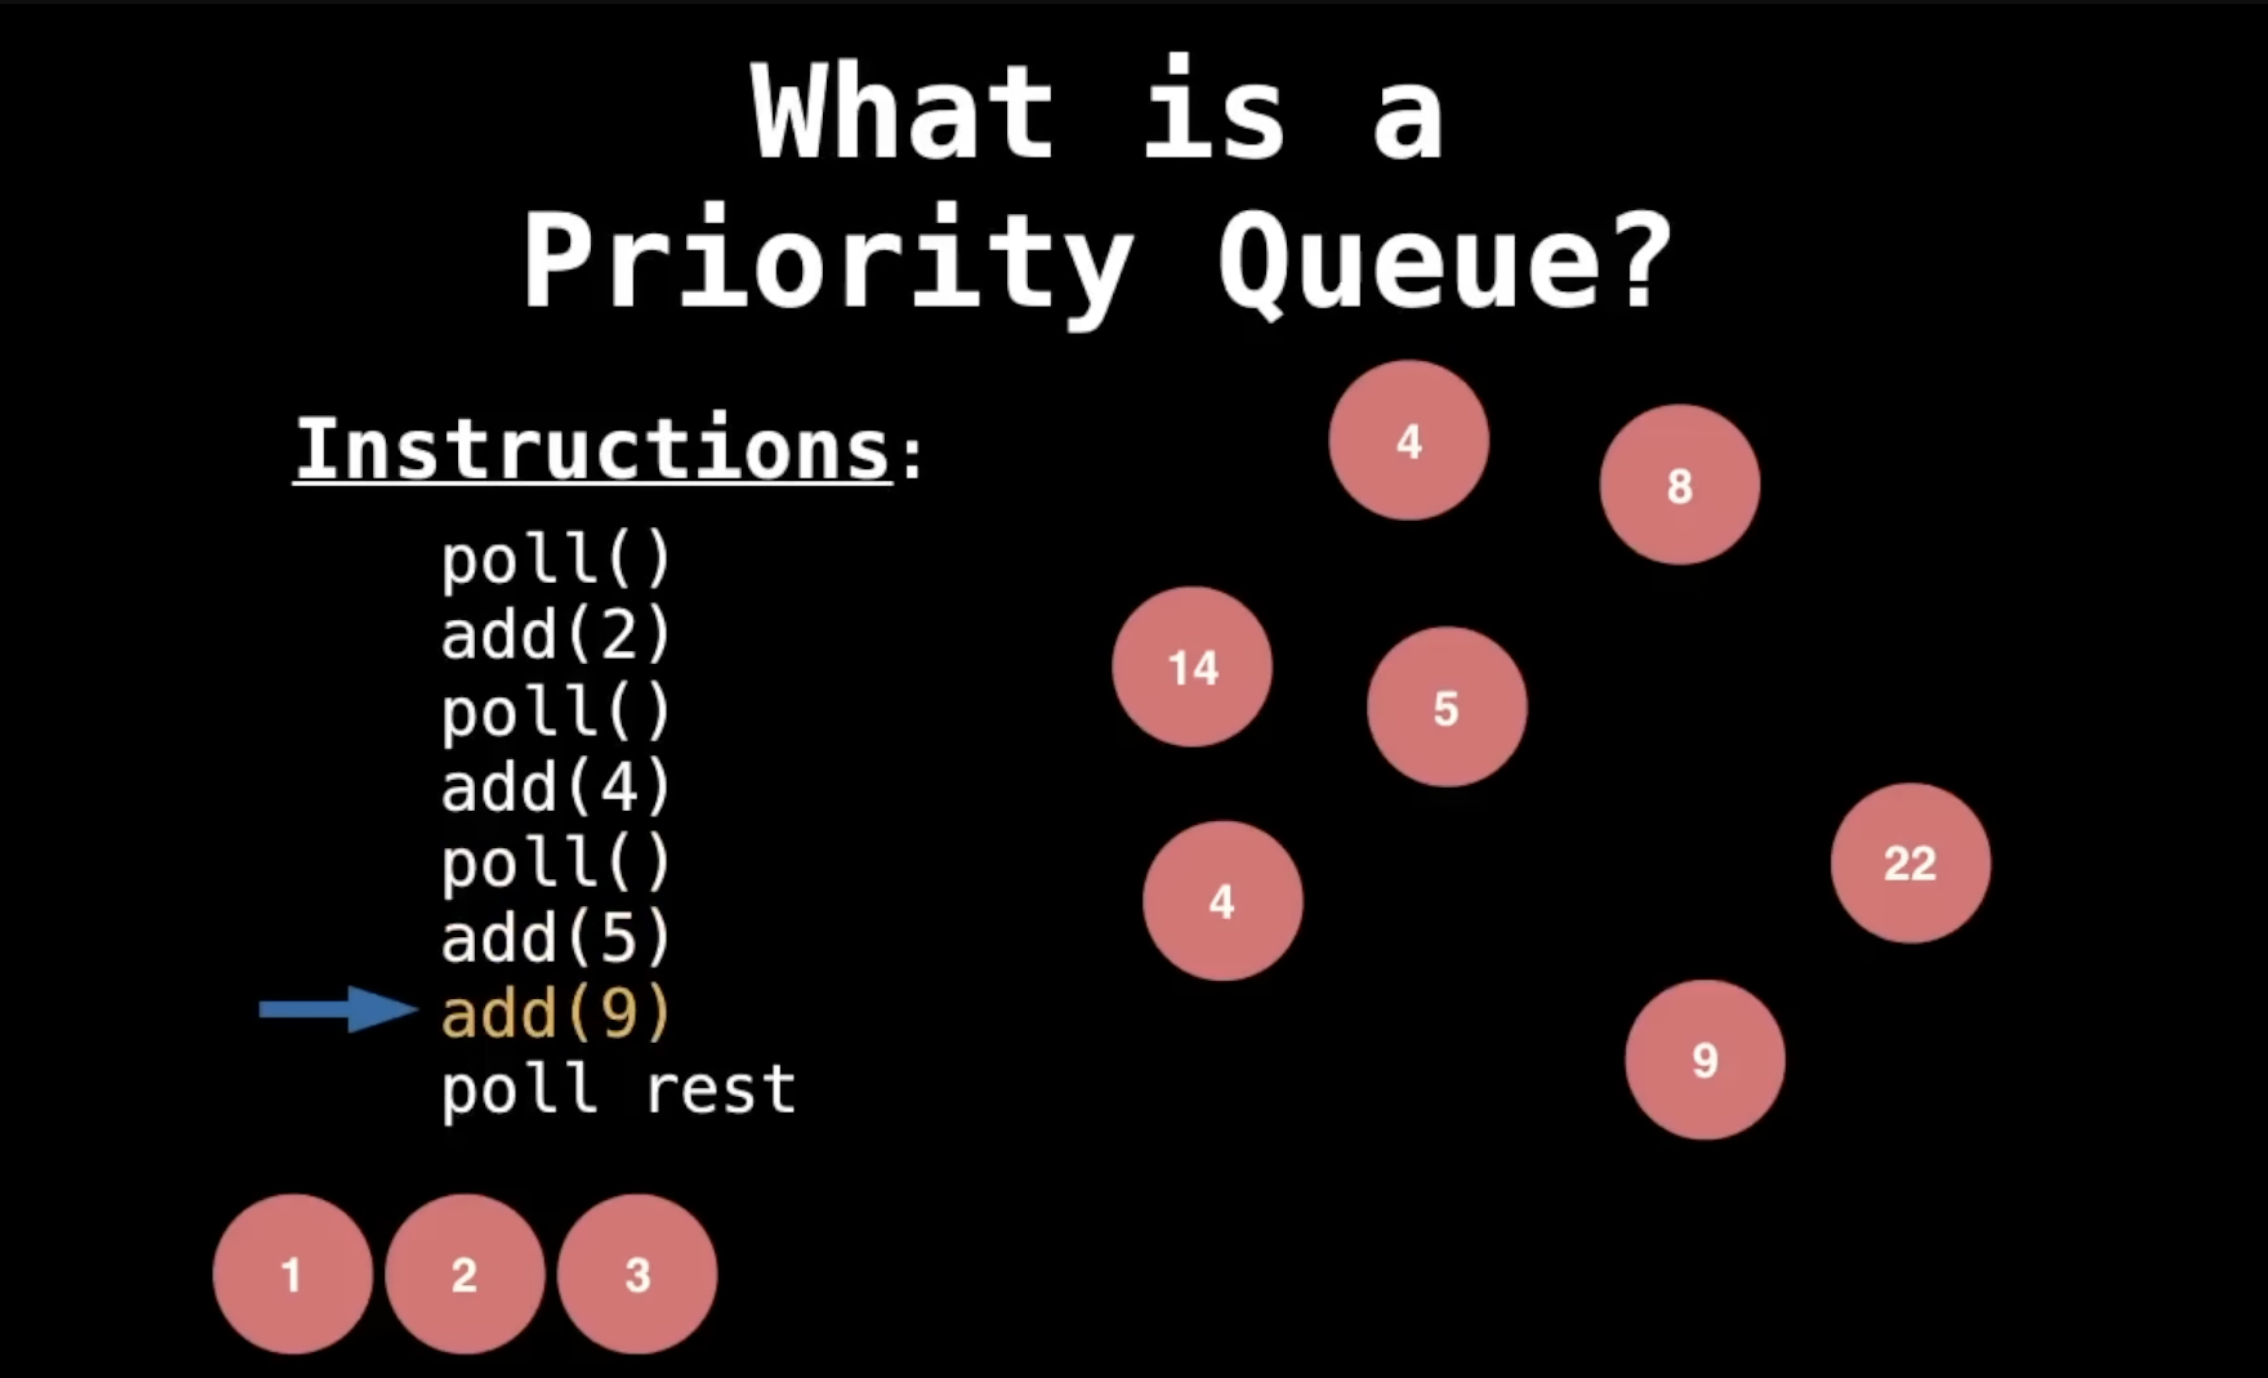 What is a
Priority Queue?
Instructions:
poll()
add(2)
poll()
add(4)
poll()
add(5)
add(9)
poll rest
4
8
14
5
22
4
9
1 2 3